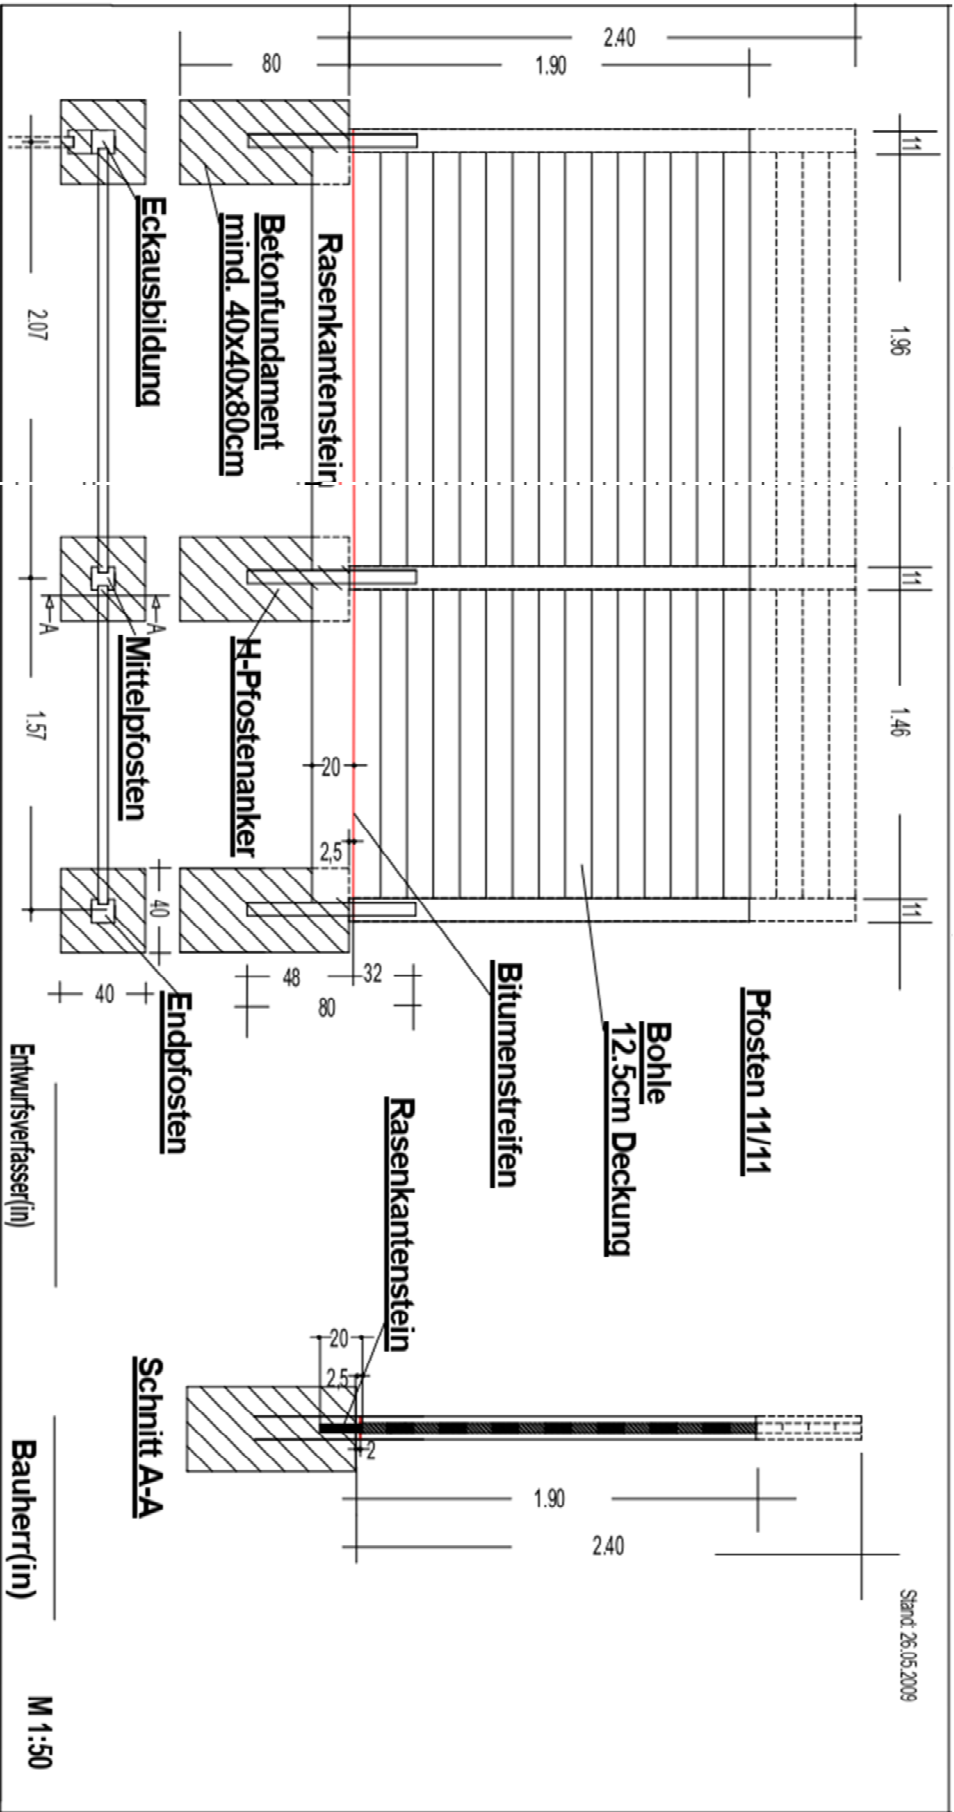 Stand: 26.05.2009
11
1.96
11
1.46
11
2.40
1.90
80
Pfosten 11/11
Bohle
12.5cm Deckung
Bitumenstreifen
Rasenkantenstein
Betonfundament
mind. 40x40x80cm
H-Pfostenanker
20
2,5
32
48
80
Rasenkantenstein
20
2,5
2
1.90
2.40
Schnitt A-A
Eckausbildung
Mittelpfosten
Endpfosten
A
A
40
40
2.07
1.57
Entwurfsverfasser(in)
Bauherr(in)
M 1:50